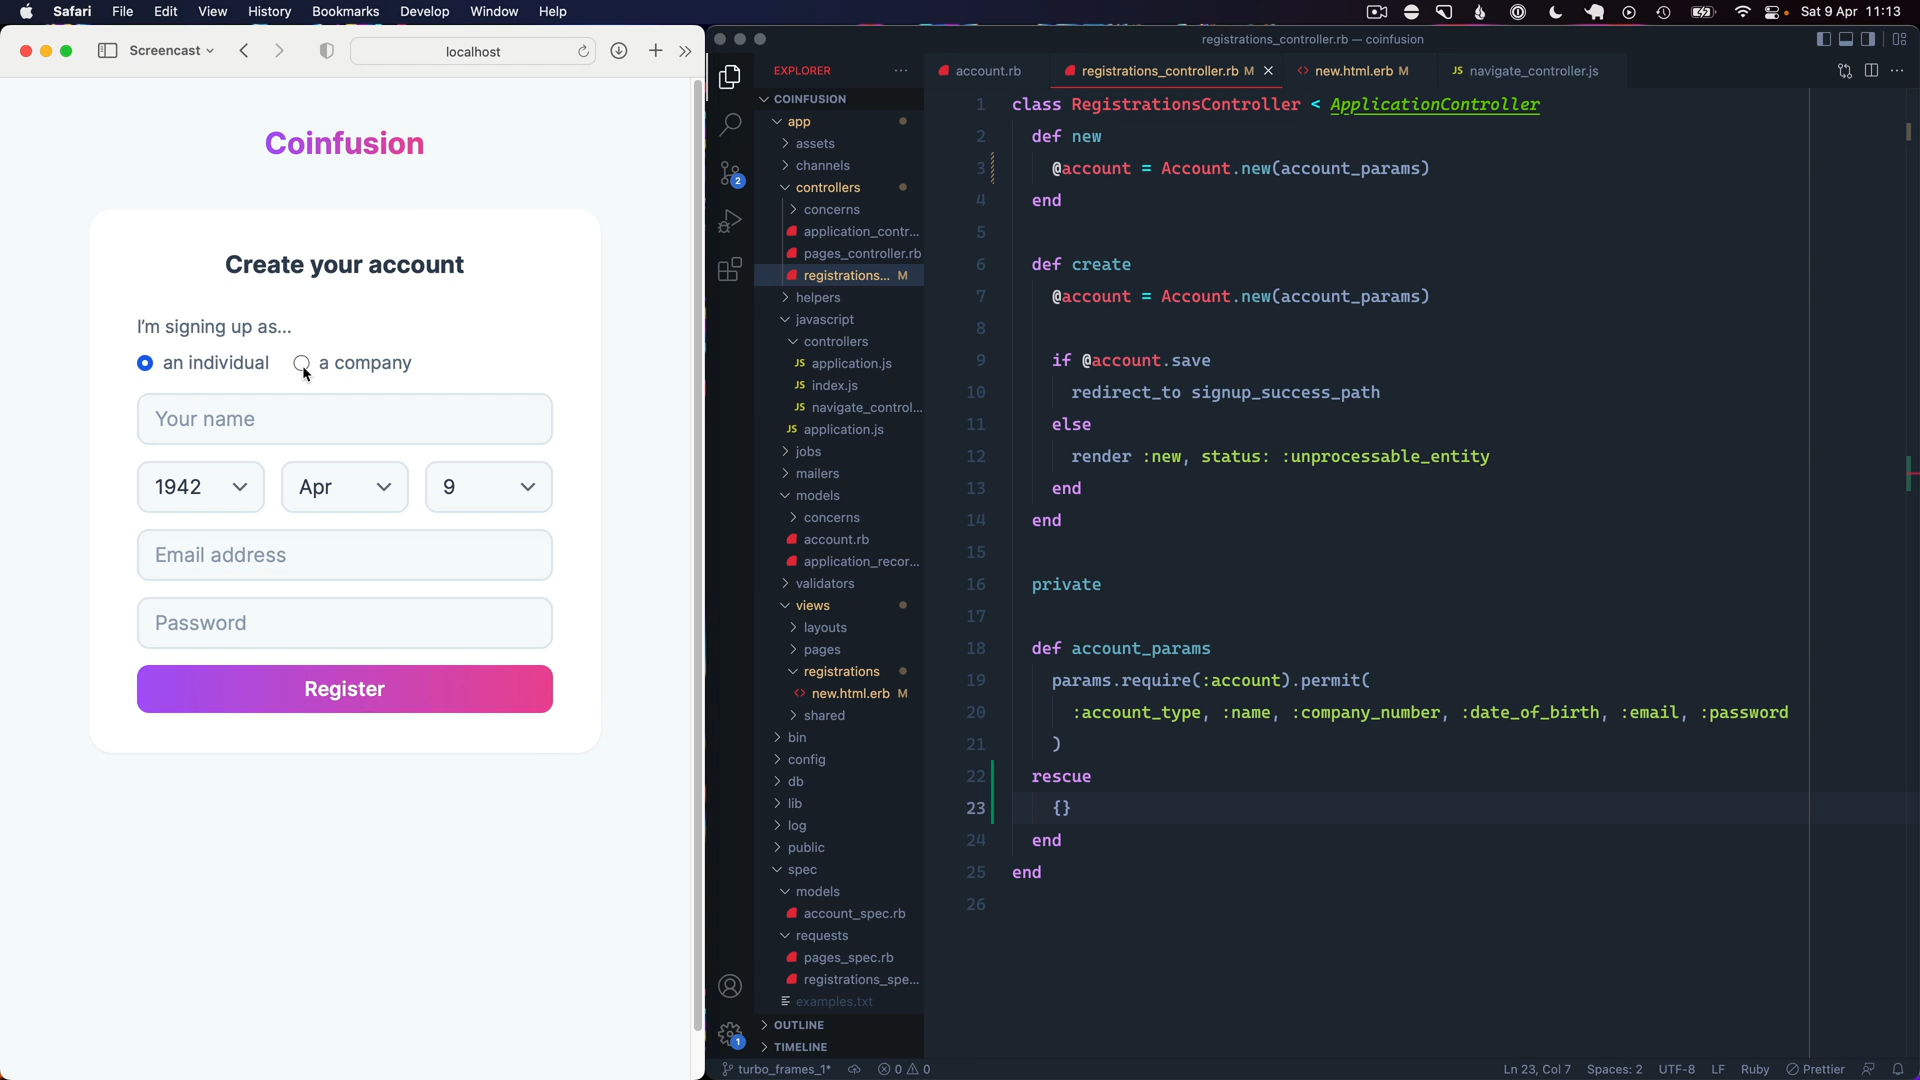 Safari File Edit View History Bookmarks Develop Window Help
Sat 9 Apr 11:13
Screencast
localhost
Coinfusion
Create your account
I'm signing up as...
an individual a company
Your name
1942 Apr 9
Email address
Password
Register
registrations_controller.rb — coinfusion
EXPLORER
COINFUSION
app
assets
channels
controllers
concerns
application_contr...
pages_controller.rb
registrations... M
helpers
javascript
controllers
JS application.js
JS index.js
JS navigate_control...
JS application.js
jobs
mailers
models
concerns
account.rb
application_recor...
validators
views
layouts
pages
registrations
<> new.html.erb M
shared
bin
config
db
lib
log
public
spec
models
account_spec.rb
requests
pages_spec.rb
registrations_spe...
examples.txt
OUTLINE
TIMELINE
2
1
account.rb registrations_controller.rb M <> new.html.erb M JS navigate_controller.js
1 class RegistrationsController < ApplicationController
2 def new
3 @account = Account.new(account_params)
4 end
5
6 def create
7 @account = Account.new(account_params)
8
9 if @account.save
10 redirect_to signup_success_path
11 else
12 render :new, status: :unprocessable_entity
13 end
14 end
15
16 private
17
18 def account_params
19 params.require(:account).permit(
20 :account_type, :name, :company_number, :date_of_birth, :email, :password
21 )
22 rescue
23 {}
24 end
25 end
26
turbo_frames_1* 0 0 Ln 23, Col 7 Spaces: 2 UTF-8 LF Ruby Prettier